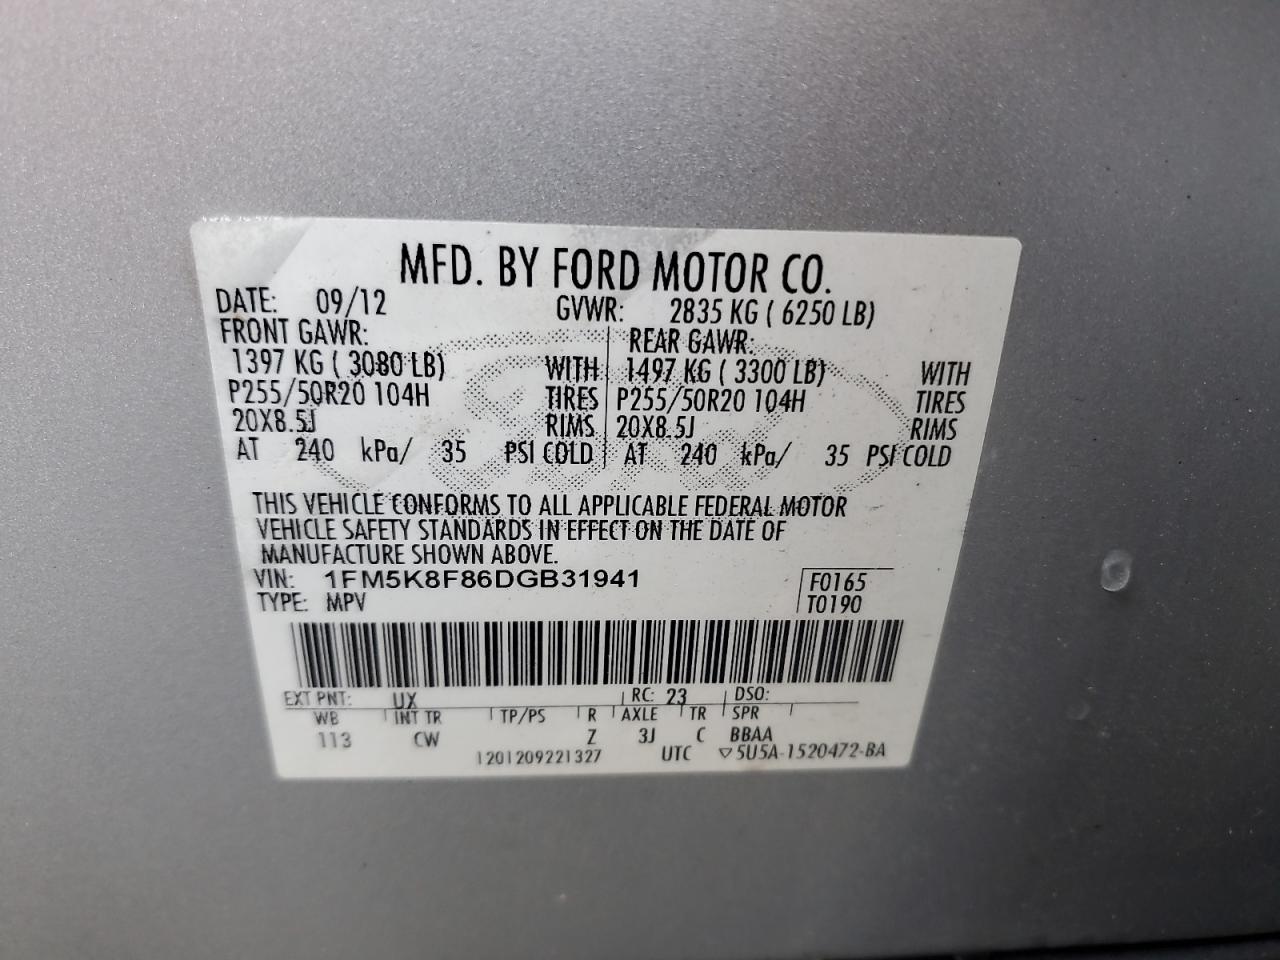 MFD. BY FORD MOTOR CO.
DATE: 09/12 GVWR: 2835 KG ( 6250 LB)
FRONT GAWR: REAR GAWR:
1397 KG ( 3080 LB) WITH 1497 KG ( 3300 LB) WITH
P255/50R20 104H TIRES P255/50R20 104H TIRES
20X8.5J RIMS 20X8.5J RIMS
AT 240 kPa/ 35 PSI COLD AT 240 kPa/ 35 PSI COLD
THIS VEHICLE CONFORMS TO ALL APPLICABLE FEDERAL MOTOR
VEHICLE SAFETY STANDARDS IN EFFECT ON THE DATE OF
MANUFACTURE SHOWN ABOVE.
VIN: 1FM5K8F86DGB31941 F0165
TYPE: MPV T0190
EXT PNT: UX RC: 23 DSO:
WB INT TR TP/PS R AXLE TR SPR
113 CW Z 3J C BBAA
1201209221327 UTC ▽5U5A-1520472-BA